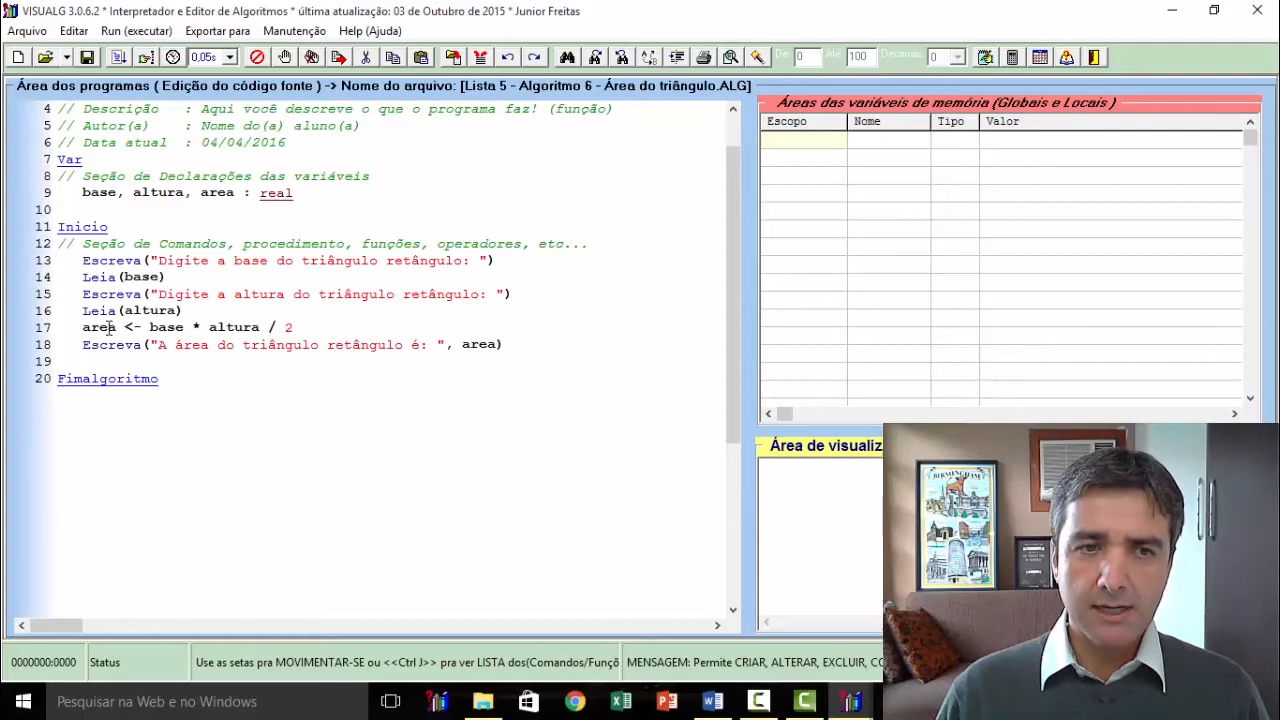 VISUALG 3.0.6.2 * Interpretador e Editor de Algoritmos * última atualização: 03 de Outubro de 2015 * Junior Freitas
Arquivo Editar Run (executar) Exportar para Manutenção Help (Ajuda)
0,05s De 0 Até 100 Decimais 0
Área dos programas ( Edição do código fonte ) -> Nome do arquivo: [Lista 5 - Algoritmo 6 - Área do triângulo.ALG]
Áreas das variáveis de memória (Globais e Locais )
Escopo Nome Tipo Valor
4 // Descrição : Aqui você descreve o que o programa faz! (função)
5 // Autor(a) : Nome do(a) aluno(a)
6 // Data atual : 04/04/2016
7 Var
8 // Seção de Declarações das variáveis
9 base, altura, area : real
10
11 Inicio
12 // Seção de Comandos, procedimento, funções, operadores, etc...
13 Escreva("Digite a base do triângulo retângulo: ")
14 Leia(base)
15 Escreva("Digite a altura do triângulo retângulo: ")
16 Leia(altura)
17 area <- base * altura / 2
18 Escreva("A área do triângulo retângulo é: ", area)
19
20 Fimalgoritmo
Área de visualiz
BIRMINGHAM
0000000:0000 Status Use as setas pra MOVIMENTAR-SE ou <<Ctrl J>> pra ver LISTA dos(Comandos/Funçõ MENSAGEM: Permite CRIAR, ALTERAR, EXCLUIR, CO
Pesquisar na Web e no Windows